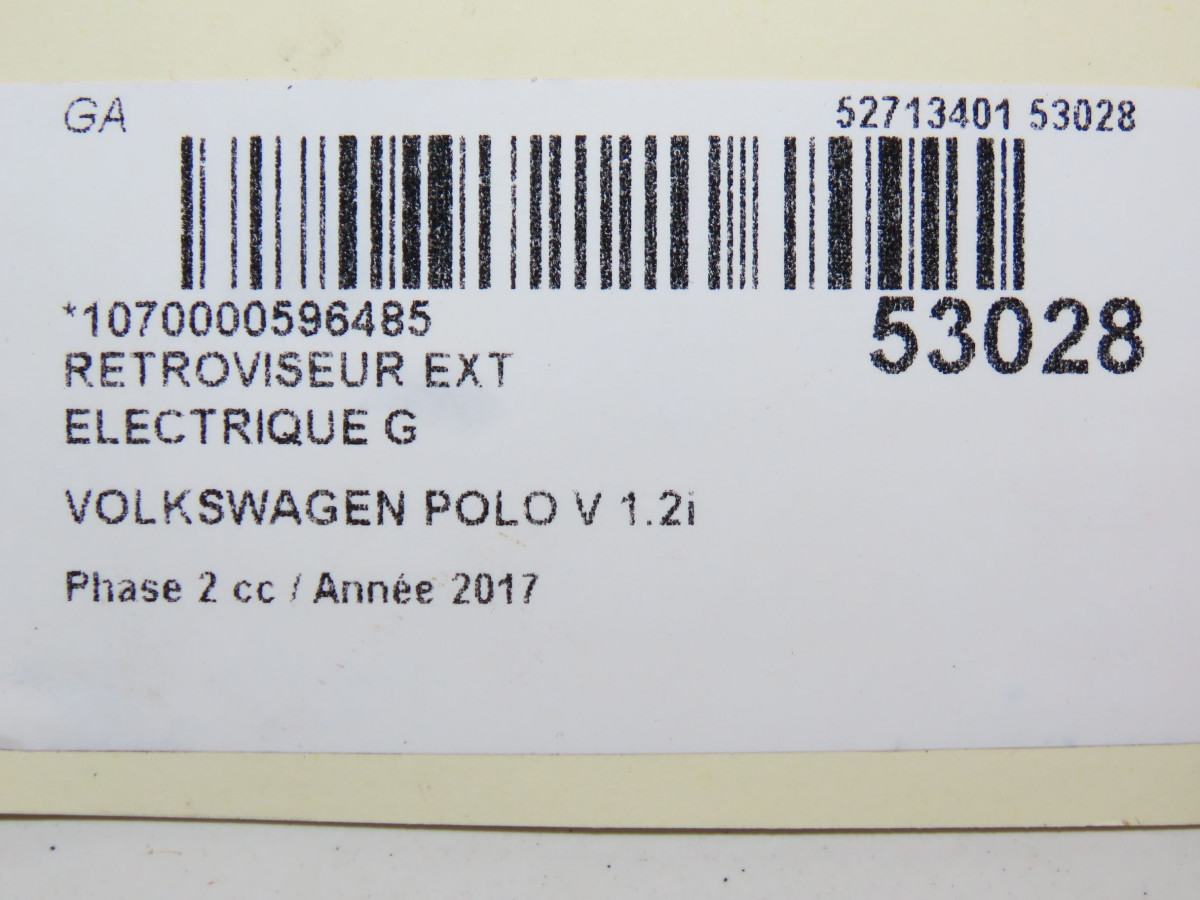 GA 52713401 53028
*1070000596485 53028
RETROVISEUR EXT
ELECTRIQUE G
VOLKSWAGEN POLO V 1.2i
Phase 2 cc / Année 2017